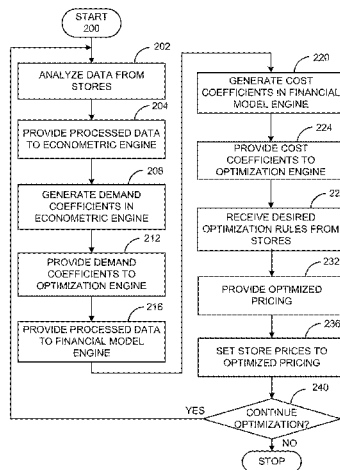 START
200
202
ANALYZE DATA FROM
STORES
204
PROVIDE PROCESSED DATA
TO ECONOMETRIC ENGINE
208
GENERATE DEMAND
COEFFICIENTS IN
ECONOMETRIC ENGINE
212
PROVIDE DEMAND
COEFFICIENTS TO
OPTIMIZATION ENGINE
216
PROVIDE PROCESSED DATA
TO FINANCIAL MODEL
ENGINE
220
GENERATE COST
COEFFICIENTS IN FINANCIAL
MODEL ENGINE
224
PROVIDE COST
COEFFICIENTS TO
OPTIMIZATION ENGINE
22
RECEIVE DESIRED
OPTIMIZATION RULES FROM
STORES
232
PROVIDE OPTIMIZED
PRICING
236
SET STORE PRICES TO
OPTIMIZED PRICING
240
YES
CONTINUE
OPTIMIZATION?
NO
STOP